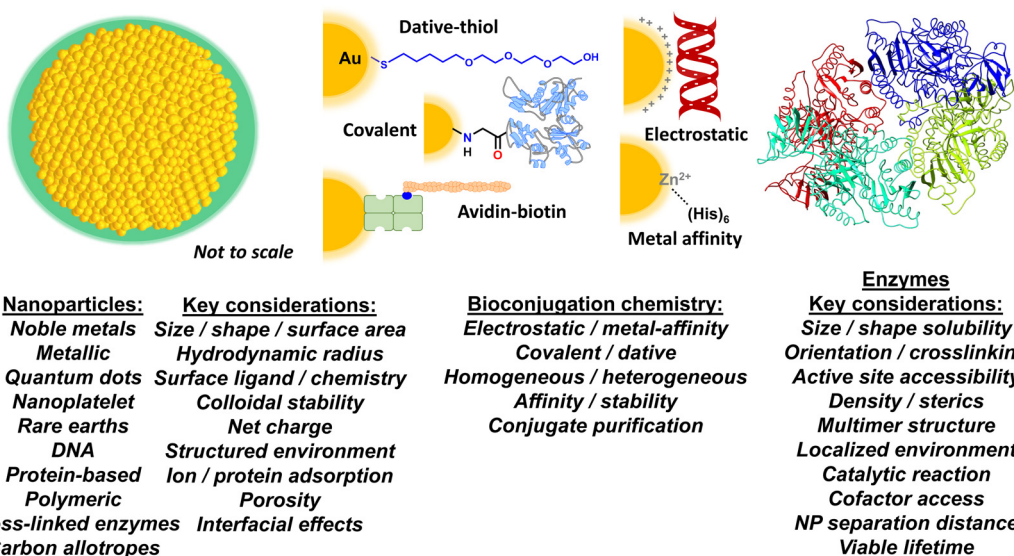 Dative-thiol
Au
S
O
O
O
OH
Covalent
N
H
O
Avidin-biotin
++++++++++
Electrostatic
Zn2+
(His)6
Metal affinity
Not to scale
Nanoparticles:
Noble metals
Metallic
Quantum dots
Nanoplatelet
Rare earths
DNA
Protein-based
Polymeric
oss-linked enzymes
Carbon allotropes
Key considerations:
Size / shape / surface area
Hydrodynamic radius
Surface ligand / chemistry
Colloidal stability
Net charge
Structured environment
Ion / protein adsorption
Porosity
Interfacial effects
Bioconjugation chemistry:
Electrostatic / metal-affinity
Covalent / dative
Homogeneous / heterogeneous
Affinity / stability
Conjugate purification
Enzymes
Key considerations:
Size / shape solubility
Orientation / crosslinkin
Active site accessibility
Density / sterics
Multimer structure
Localized environment
Catalytic reaction
Cofactor access
NP separation distance
Viable lifetime